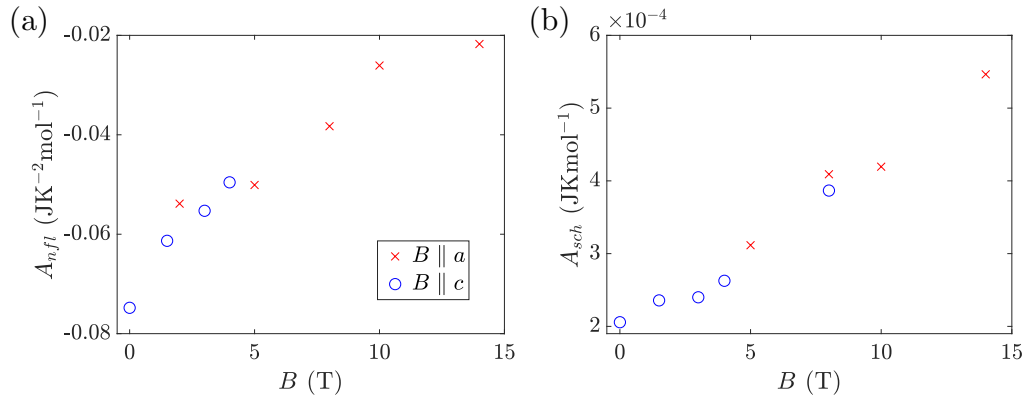 (a)
-0.02
-0.04
-0.06
-0.08
A_{nfl} (JK^{-2}mol^{-1})
0
5
10
15
B (T)
B ∥ a
B ∥ c
(b)
×10^{-4}
6
5
4
3
2
A_{sch} (JKmol^{-1})
0
5
10
15
B (T)